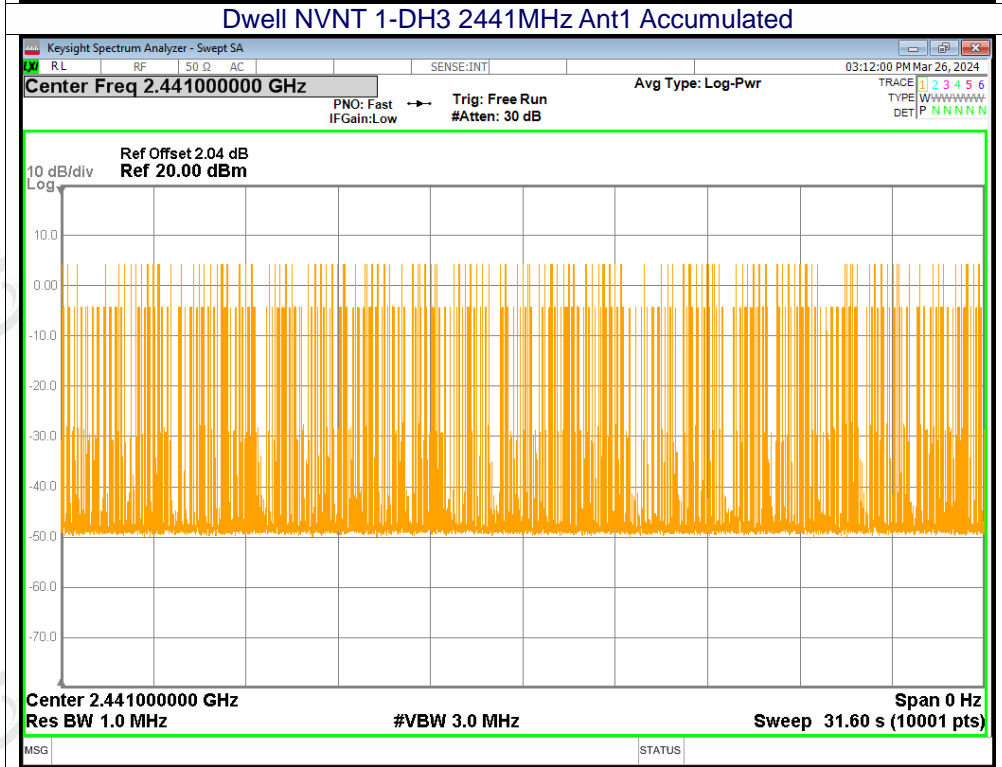 Dwell NVNT 1-DH3 2441MHz Ant1 Accumulated
Keysight Spectrum Analyzer - Swept SA
LXI RL RF 50 Ω AC SENSE:INT 03:12:00 PM Mar 26, 2024
Center Freq 2.441000000 GHz Avg Type: Log-Pwr TRACE 1 2 3 4 5 6
PNO: Fast Trig: Free Run TYPE WWWWWWW
IFGain:Low #Atten: 30 dB DET P N N N N N
Ref Offset 2.04 dB
10 dB/div Ref 20.00 dBm
Log
10.0
0.00
-10.0
-20.0
-30.0
-40.0
-50.0
-60.0
-70.0
Center 2.441000000 GHz Span 0 Hz
Res BW 1.0 MHz #VBW 3.0 MHz Sweep 31.60 s (10001 pts)
MSG STATUS